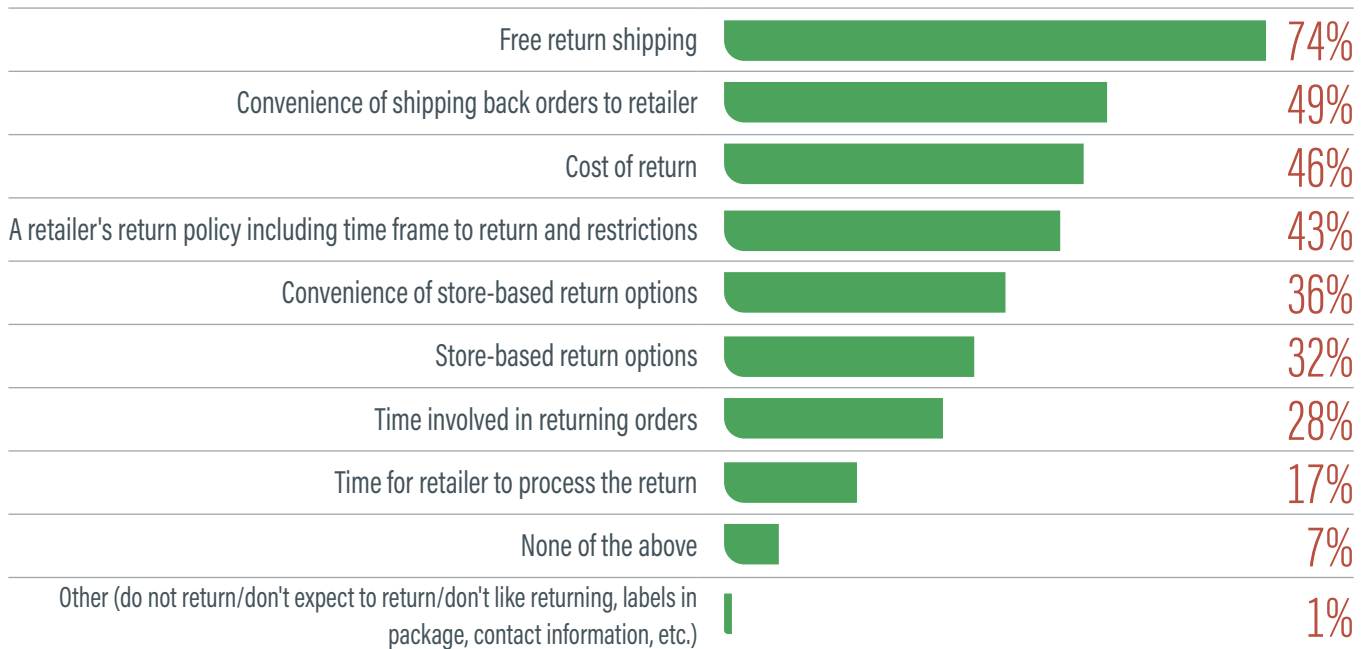 Free return shipping 74%
Convenience of shipping back orders to retailer 49%
Cost of return 46%
A retailer's return policy including time frame to return and restrictions 43%
Convenience of store-based return options 36%
Store-based return options 32%
Time involved in returning orders 28%
Time for retailer to process the return 17%
None of the above 7%
Other (do not return/don't expect to return/don't like returning, labels in
package, contact information, etc.) 1%